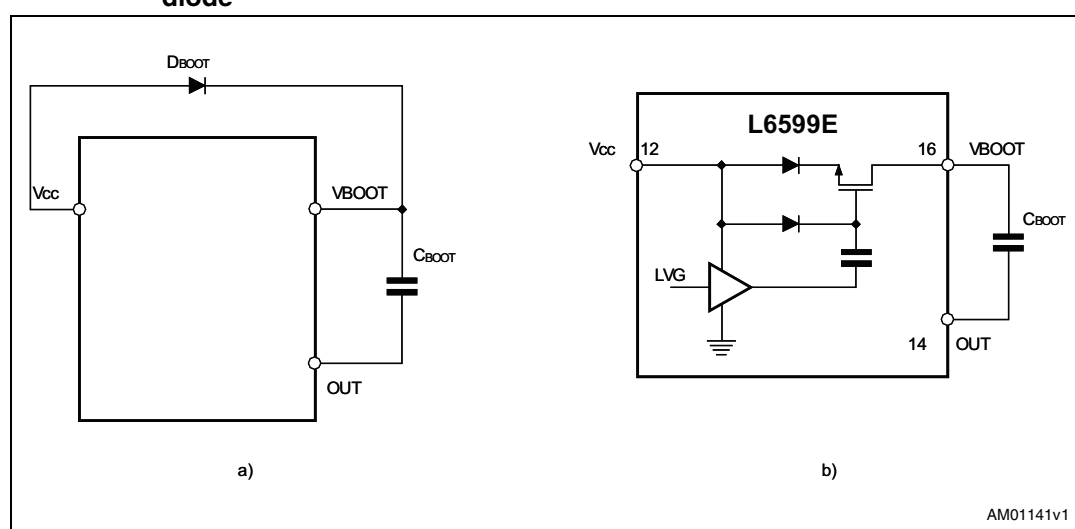 diode
DBOOT
Vcc
VBOOT
CBOOT
OUT
a)
L6599E
Vcc 12
16 VBOOT
CBOOT
LVG
14 OUT
b)
AM01141v1